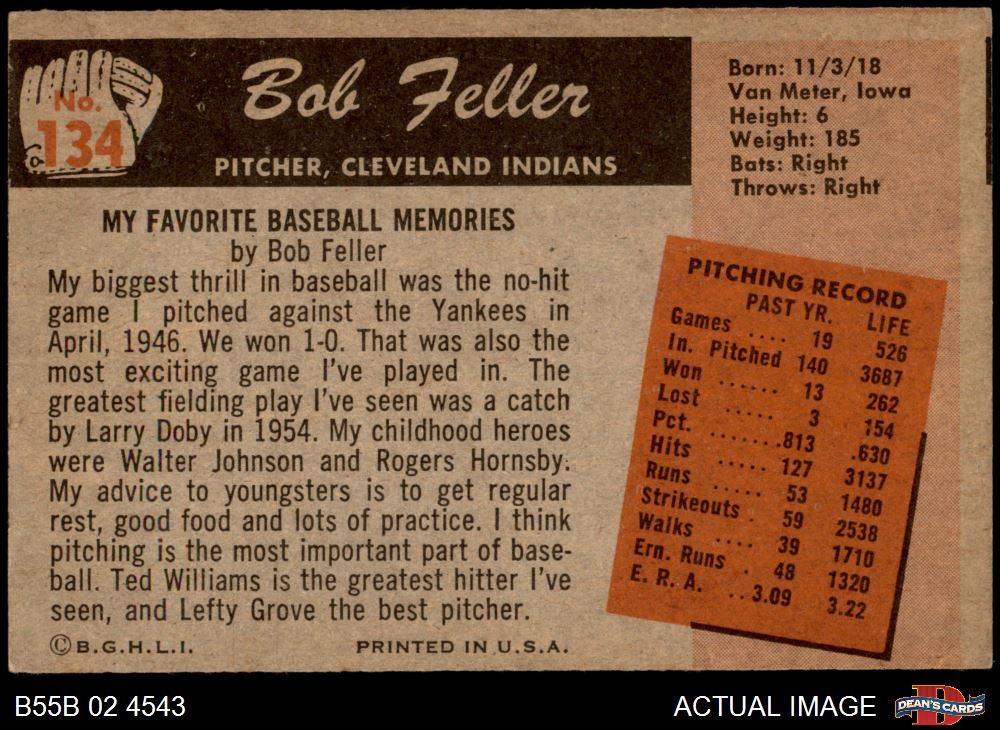 No.
134
Bob Feller
PITCHER, CLEVELAND INDIANS
Born: 11/3/18
Van Meter, Iowa
Height: 6
Weight: 185
Bats: Right
Throws: Right
MY FAVORITE BASEBALL MEMORIES
by Bob Feller
My biggest thrill in baseball was the no-hit
game I pitched against the Yankees in
April, 1946. We won 1-0. That was also the
most exciting game I've played in. The
greatest fielding play I've seen was a catch
by Larry Doby in 1954. My childhood heroes
were Walter Johnson and Rogers Hornsby.
My advice to youngsters is to get regular
rest, good food and lots of practice. I think
pitching is the most important part of base-
ball. Ted Williams is the greatest hitter I've
seen, and Lefty Grove the best pitcher.
©B.G.H.L.I. PRINTED IN U.S.A.
PITCHING RECORD
PAST YR. LIFE
Games .... 19 526
In. Pitched 140 3687
Won ...... 13 262
Lost ..... 3 154
Pct. .......813 .630
Hits ..... 127 3137
Runs ..... 53 1480
Strikeouts . 59 2538
Walks .... 39 1710
Ern. Runs . 48 1320
E. R. A. ..3.09 3.22
B55B 02 4543
ACTUAL IMAGE
DEAN'S CARDS